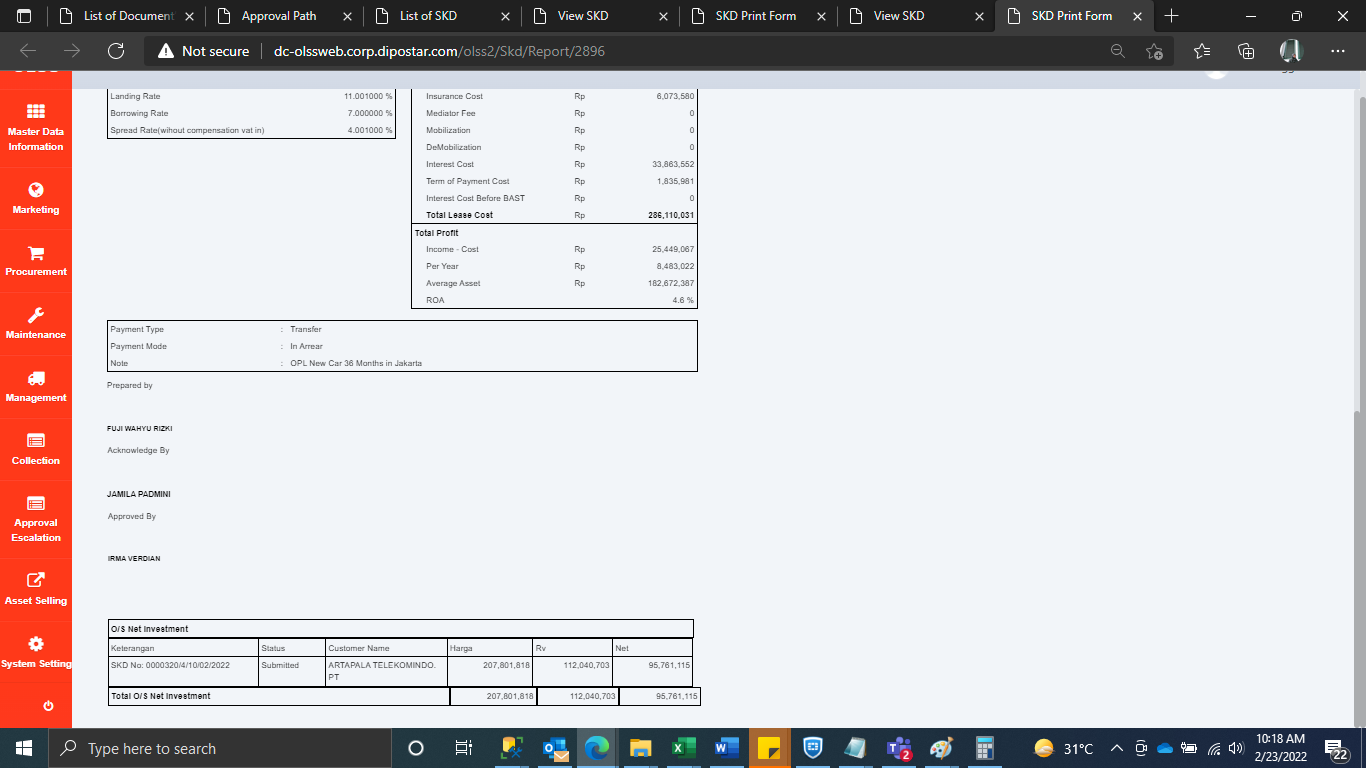 List of Document
Approval Path
List of SKD
View SKD
SKD Print Form
View SKD
SKD Print Form
Not secure
dc-olssweb.corp.dipostar.com/olss2/Skd/Report/2896
Master Data
Information
Marketing
Procurement
Maintenance
Management
Collection
Approval
Escalation
Asset Selling
System Setting
Landing Rate 11.001000 %
Borrowing Rate 7.000000 %
Spread Rate(wihout compensation vat in) 4.001000 %
Insurance Cost Rp 6,073,580
Mediator Fee Rp 0
Mobilization Rp 0
DeMobilization Rp 0
Interest Cost Rp 33,863,552
Term of Payment Cost Rp 1,835,981
Interest Cost Before BAST Rp 0
Total Lease Cost Rp 286,110,031
Total Profit
Income - Cost Rp 25,449,067
Per Year Rp 8,483,022
Average Asset Rp 182,672,387
ROA 4.6 %
Payment Type : Transfer
Payment Mode : In Arrear
Note : OPL New Car 36 Months in Jakarta
Prepared by
FUJI WAHYU RIZKI
Acknowledge By
JAMILA PADMINI
Approved By
IRMA VERDIAN
O/S Net Investment
Keterangan Status Customer Name Harga Rv Net
SKD No: 0000320/4/10/02/2022 Submitted ARTAPALA TELEKOMINDO. 207,801,818 112,040,703 95,761,115
PT
Total O/S Net Investment 207,801,818 112,040,703 95,761,115
Type here to search
2
31°C
10:18 AM
2/23/2022
22